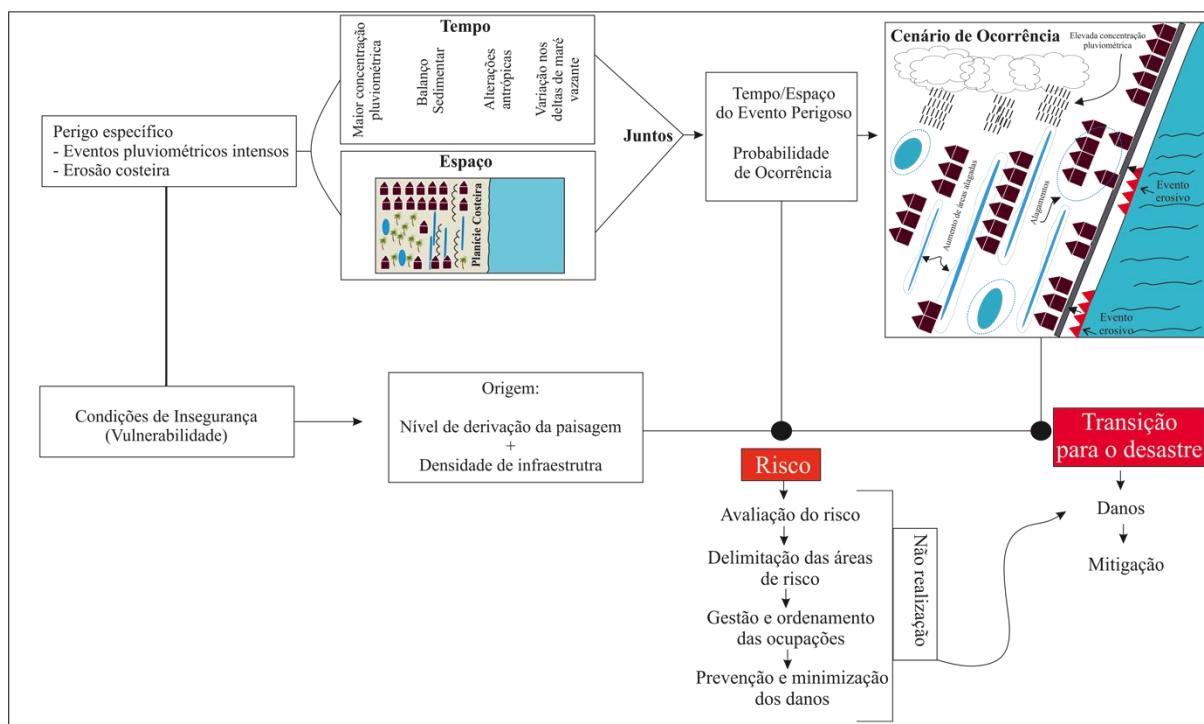 Perigo específico
- Eventos pluviométricos intensos
- Erosão costeira
Tempo
Maior concentração
pluviométrica
Balanço
Sedimentar
Alterações
antrópicas
Variação nos
deltas de maré
vazante
Espaço
Planície Costeira
Juntos
Tempo/Espaço
do Evento Perigoso
Probabilidade
de Ocorrência
Cenário de Ocorrência
Elevada concentração
pluviométrica
Aumento de áreas alagadas
Alagamentos
Evento
erosivo
Evento
erosivo
Condições de Insegurança
(Vulnerabilidade)
Origem:
Nível de derivação da paisagem
+
Densidade de infraestrutra
Risco
Avaliação do risco
Delimitação das áreas
de risco
Gestão e ordenamento
das ocupações
Prevenção e minimização
dos danos
Não realização
Transição
para o desastre
Danos
Mitigação